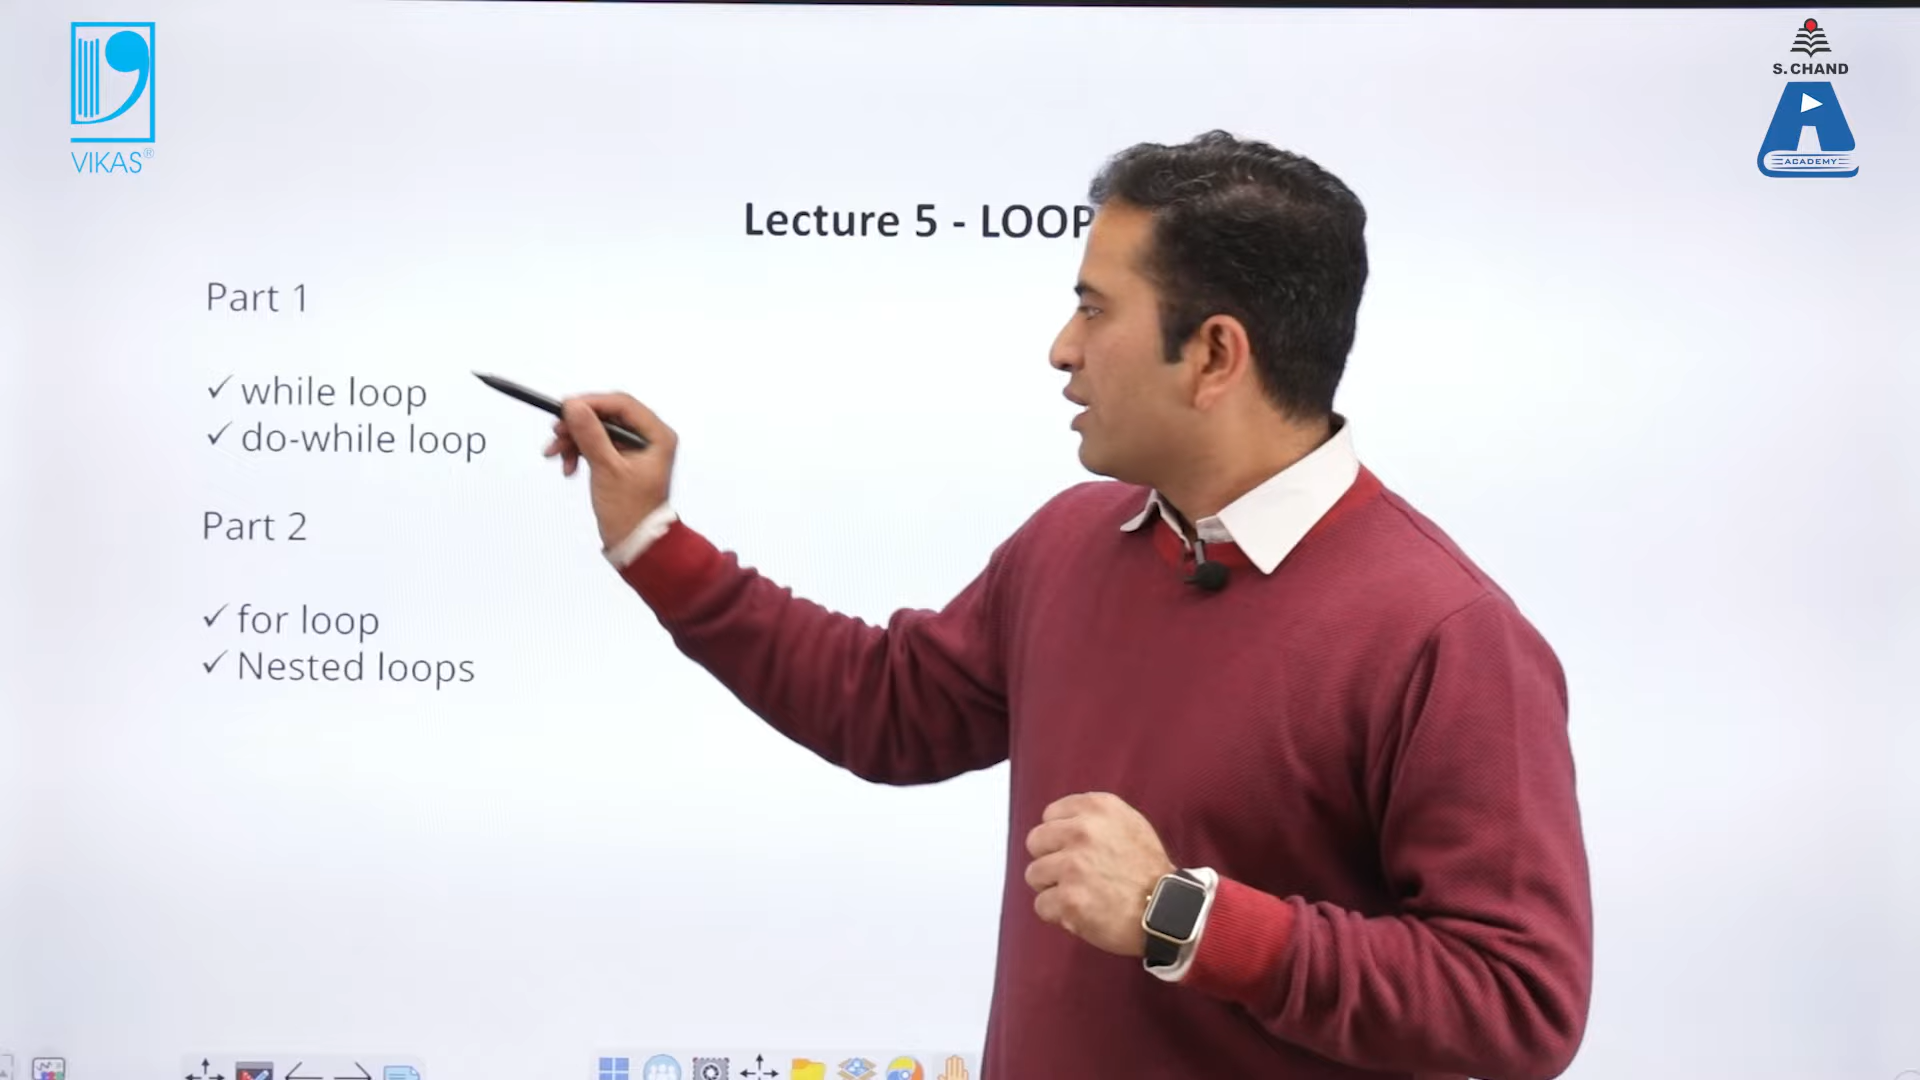 VIKAS®
S. CHAND
ACADEMY
Lecture 5 - LOOP
Part 1
✓ while loop
✓ do-while loop
Part 2
✓ for loop
✓ Nested loops